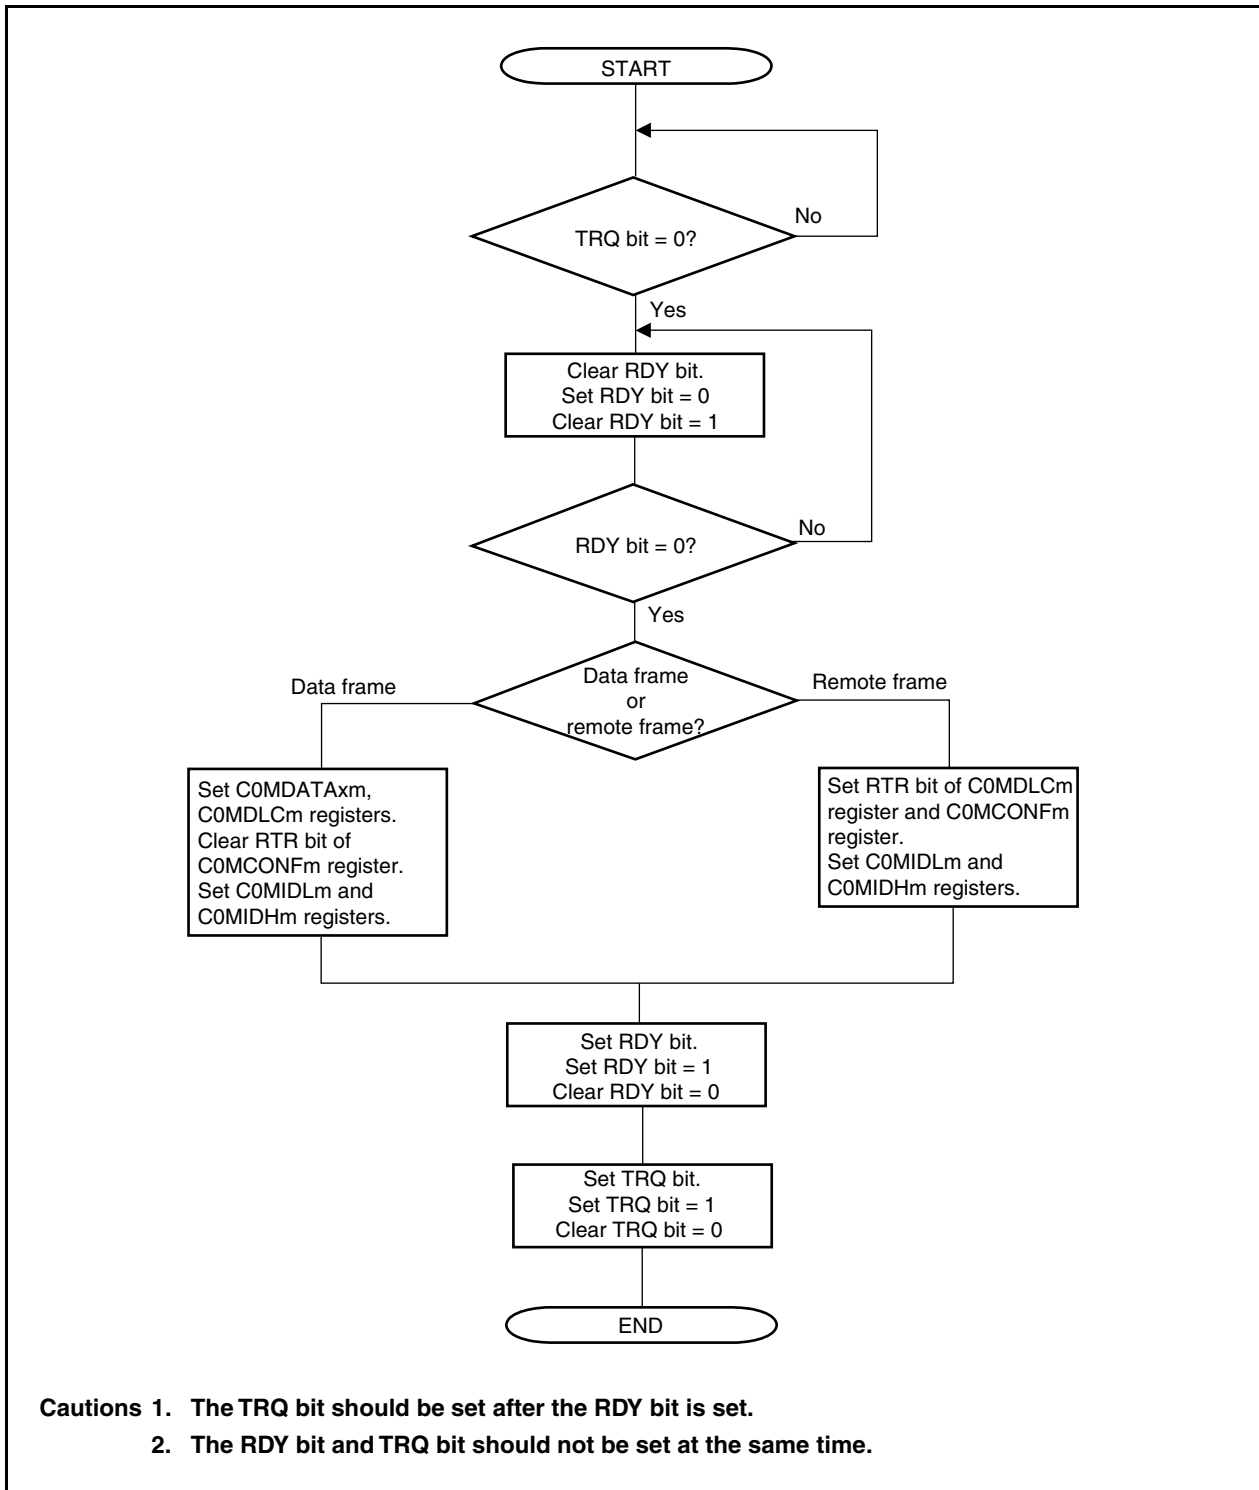 START
No
TRQ bit = 0?
Yes
Clear RDY bit.
Set RDY bit = 0
Clear RDY bit = 1
No
RDY bit = 0?
Yes
Data frame
Data frame
or
remote frame?
Remote frame
Set C0MDATAxm,
C0MDLCm registers.
Clear RTR bit of
C0MCONFm register.
Set C0MIDLm and
C0MIDHm registers.
Set RTR bit of C0MDLCm
register and C0MCONFm
register.
Set C0MIDLm and
C0MIDHm registers.
Set RDY bit.
Set RDY bit = 1
Clear RDY bit = 0
Set TRQ bit.
Set TRQ bit = 1
Clear TRQ bit = 0
END
Cautions 1. The TRQ bit should be set after the RDY bit is set.
2. The RDY bit and TRQ bit should not be set at the same time.